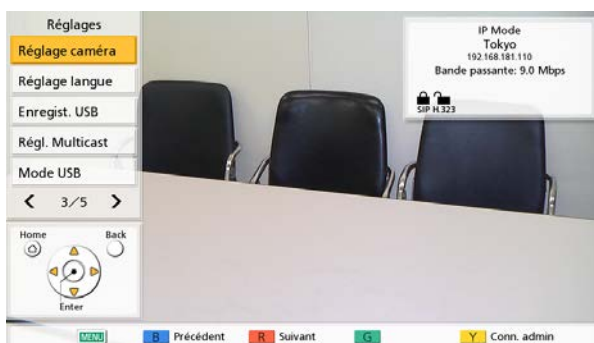 Réglages
Réglage caméra
Réglage langue
Enregist. USB
Régl. Multicast
Mode USB
3/5
Home
Back
Enter
IP Mode
Tokyo
192.168.181.110
Bande passante: 9.0 Mbps
SIP H.323
MENU
B Précédent
R Suivant
G
Y Conn. admin